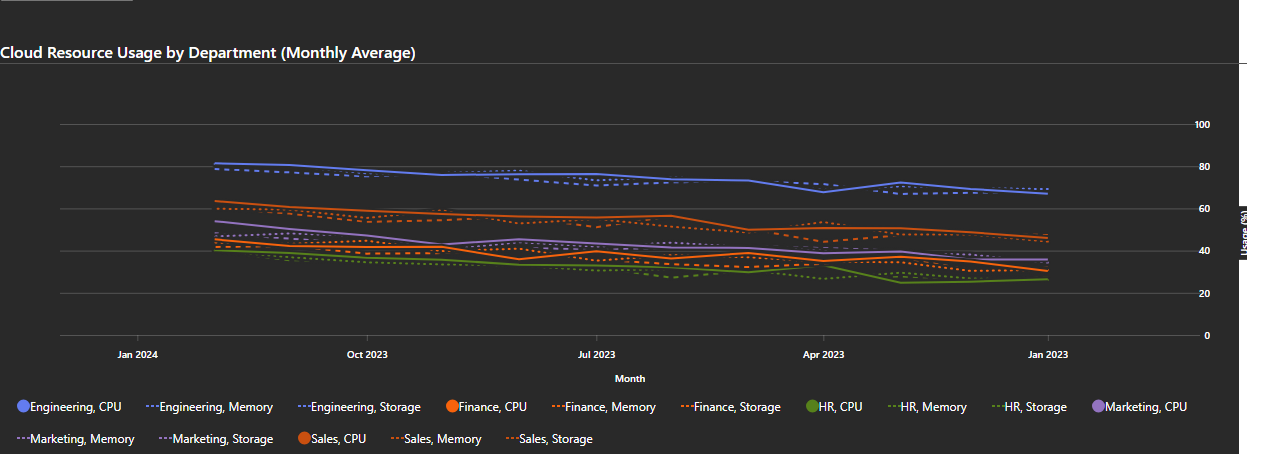 Cloud Resource Usage by Department (Monthly Average)
100
80
60
40
20
0
Usage (%)
Jan 2024 Oct 2023 Jul 2023 Apr 2023 Jan 2023
Month
Engineering, CPU Engineering, Memory Engineering, Storage Finance, CPU Finance, Memory Finance, Storage HR, CPU HR, Memory HR, Storage Marketing, CPU
Marketing, Memory Marketing, Storage Sales, CPU Sales, Memory Sales, Storage